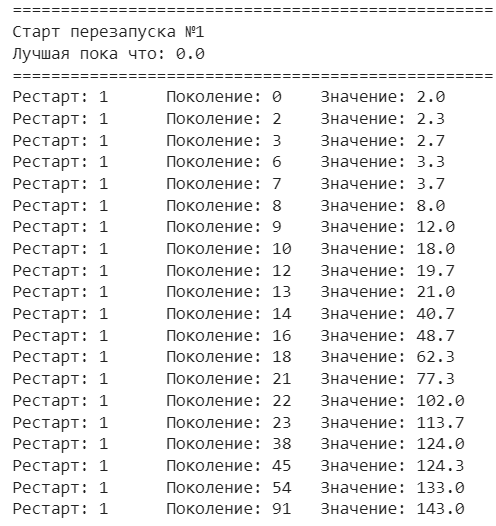 ==================================================
Старт перезапуска №1
Лучшая пока что: 0.0
==================================================
Рестарт: 1      Поколение: 0    Значение: 2.0
Рестарт: 1      Поколение: 2    Значение: 2.3
Рестарт: 1      Поколение: 3    Значение: 2.7
Рестарт: 1      Поколение: 6    Значение: 3.3
Рестарт: 1      Поколение: 7    Значение: 3.7
Рестарт: 1      Поколение: 8    Значение: 8.0
Рестарт: 1      Поколение: 9    Значение: 12.0
Рестарт: 1      Поколение: 10   Значение: 18.0
Рестарт: 1      Поколение: 12   Значение: 19.7
Рестарт: 1      Поколение: 13   Значение: 21.0
Рестарт: 1      Поколение: 14   Значение: 40.7
Рестарт: 1      Поколение: 16   Значение: 48.7
Рестарт: 1      Поколение: 18   Значение: 62.3
Рестарт: 1      Поколение: 21   Значение: 77.3
Рестарт: 1      Поколение: 22   Значение: 102.0
Рестарт: 1      Поколение: 23   Значение: 113.7
Рестарт: 1      Поколение: 38   Значение: 124.0
Рестарт: 1      Поколение: 45   Значение: 124.3
Рестарт: 1      Поколение: 54   Значение: 133.0
Рестарт: 1      Поколение: 91   Значение: 143.0